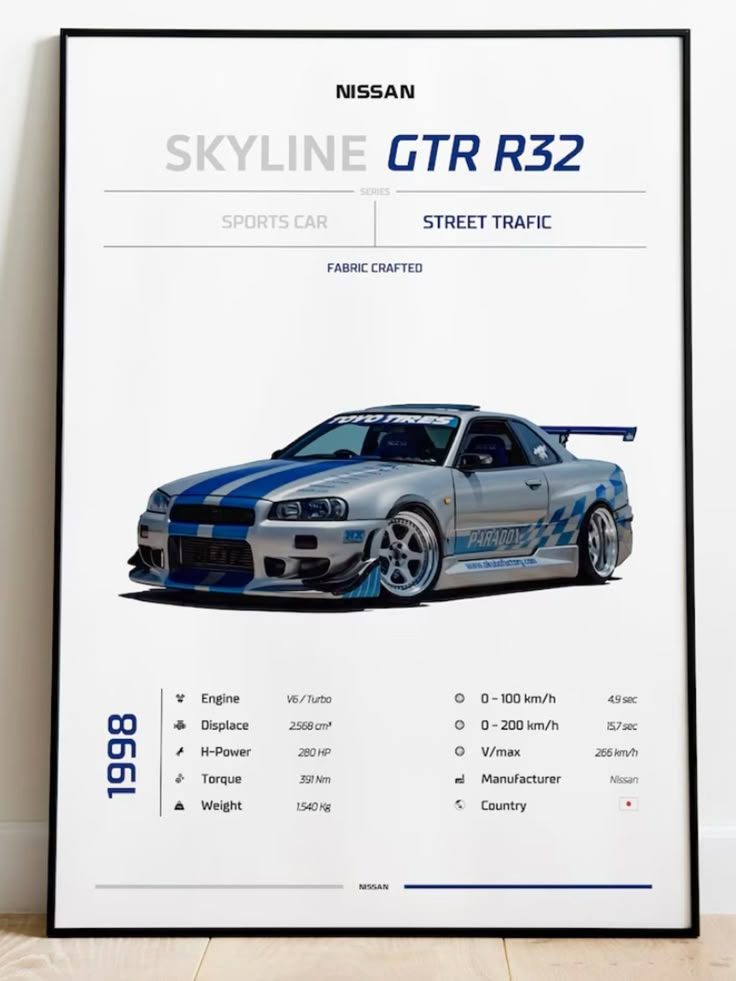 NISSAN
SKYLINE GTR R32
SERIES
SPORTS CAR STREET TRAFIC
FABRIC CRAFTED
TOYO TIRES
PARADOX
1998
Engine V6 / Turbo
Displace 2.568 cm³
H-Power 280 HP
Torque 391 Nm
Weight 1.540 Kg
0 - 100 km/h 4,9 sec
0 - 200 km/h 15,7 sec
V/max 266 km/h
Manufacturer Nissan
Country
NISSAN